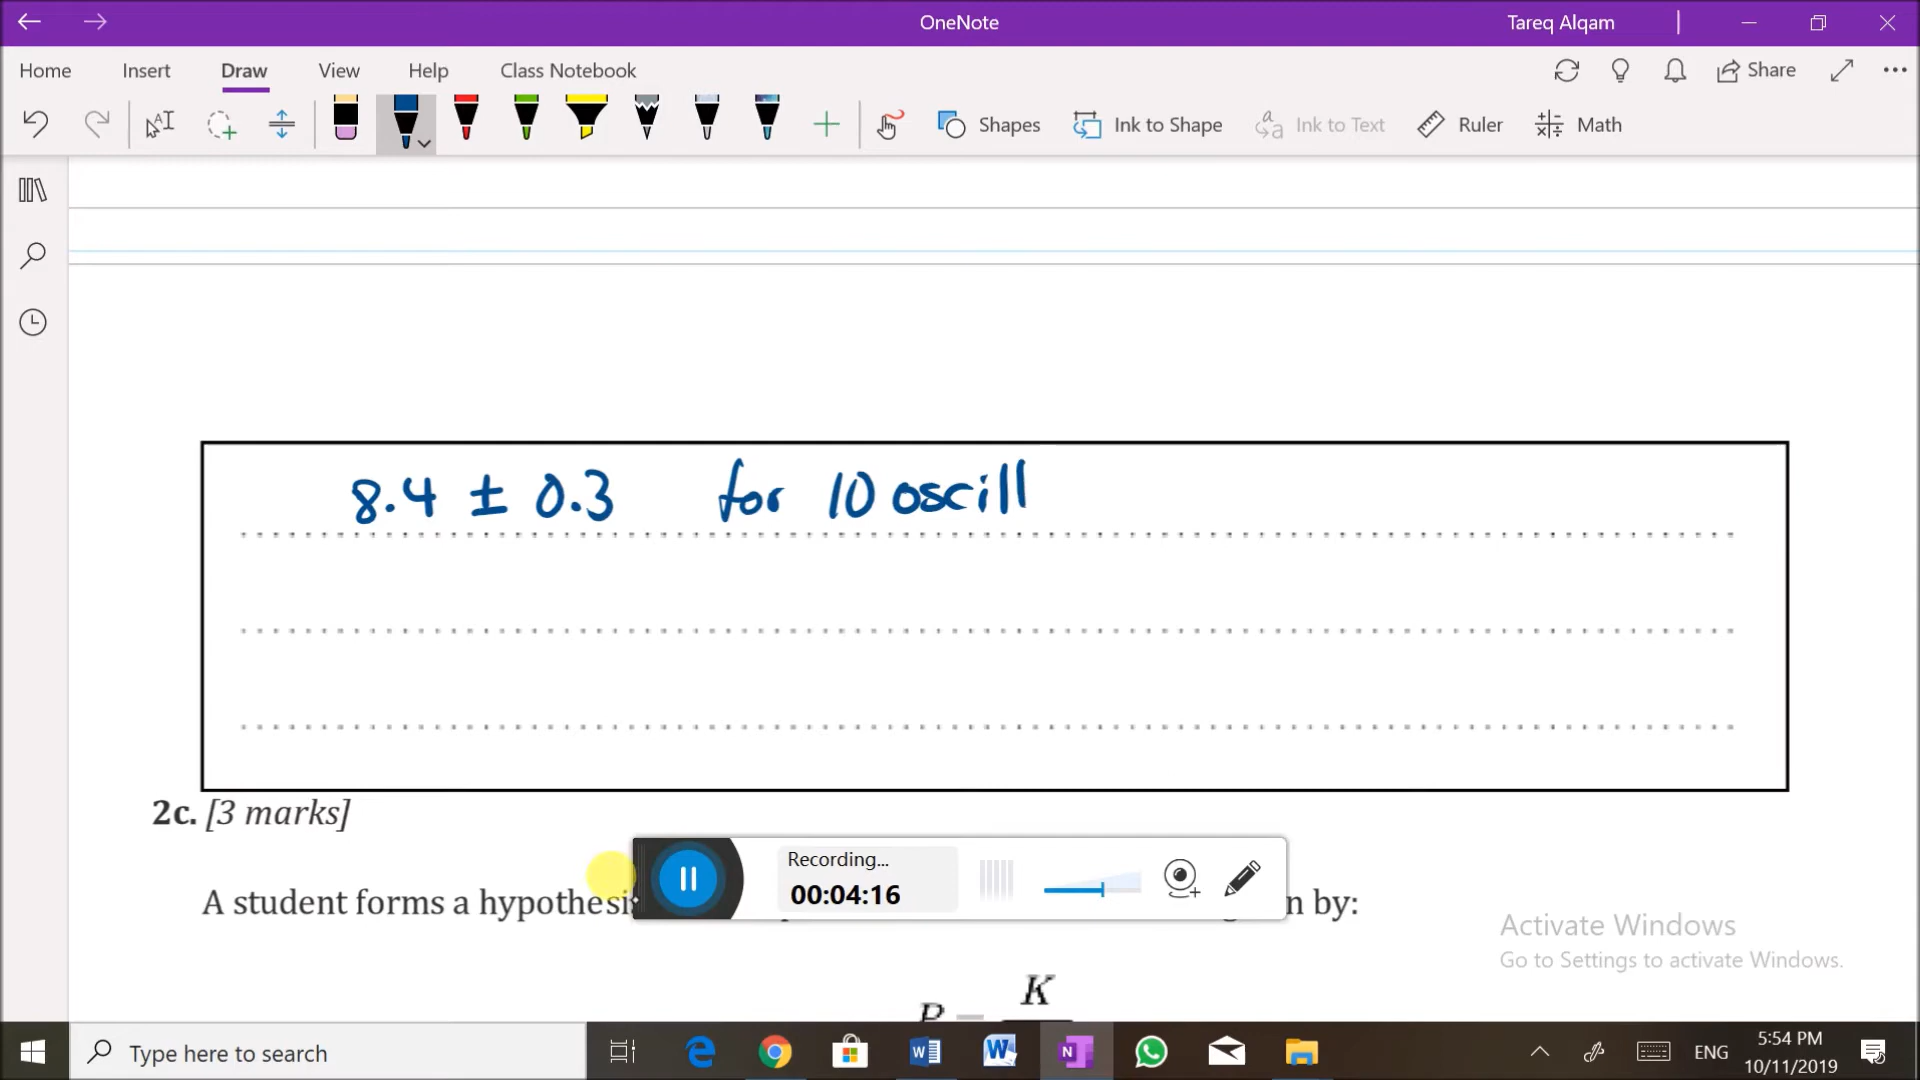 OneNote
Tareq Alqam
Home Insert Draw View Help Class Notebook Share
Shapes Ink to Shape Ink to Text Ruler Math
8.4 ± 0.3 for 10 oscill
2c. [3 marks]
Recording...
00:04:16
A student forms a hypothesi n by:
Activate Windows
Go to Settings to activate Windows.
K
Type here to search
ENG
5:54 PM
10/11/2019